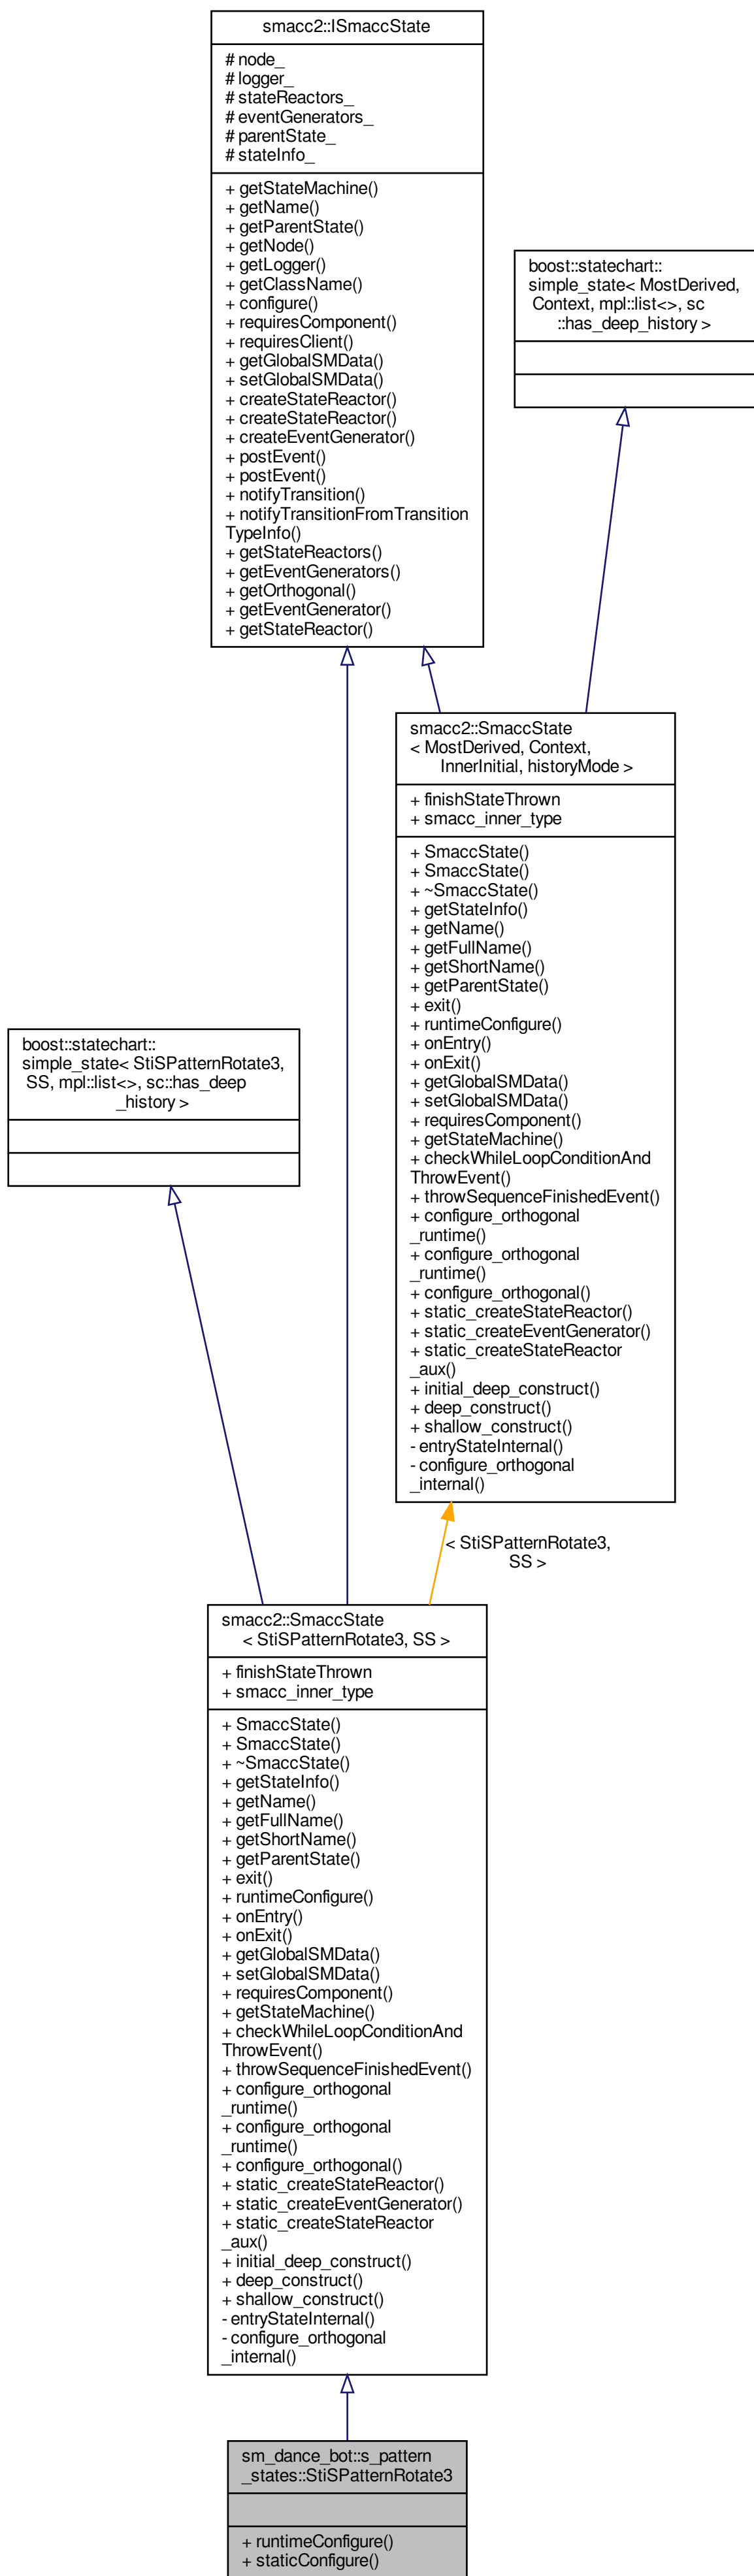 smacc2::ISmaccState
# node_
# logger_
# stateReactors_
# eventGenerators_
# parentState_
# stateInfo_
+ getStateMachine()
+ getName()
+ getParentState()
+ getNode()
+ getLogger()
+ getClassName()
+ configure()
+ requiresComponent()
+ requiresClient()
+ getGlobalSMData()
+ setGlobalSMData()
+ createStateReactor()
+ createStateReactor()
+ createEventGenerator()
+ postEvent()
+ postEvent()
+ notifyTransition()
+ notifyTransitionFromTransition
TypeInfo()
+ getStateReactors()
+ getEventGenerators()
+ getOrthogonal()
+ getEventGenerator()
+ getStateReactor()
boost::statechart::
simple_state< MostDerived,
Context, mpl::list<>, sc
::has_deep_history >
smacc2::SmaccState
< MostDerived, Context,
InnerInitial, historyMode >
+ finishStateThrown
+ smacc_inner_type
+ SmaccState()
+ SmaccState()
+ ~SmaccState()
+ getStateInfo()
+ getName()
+ getFullName()
+ getShortName()
+ getParentState()
+ exit()
+ runtimeConfigure()
+ onEntry()
+ onExit()
+ getGlobalSMData()
+ setGlobalSMData()
+ requiresComponent()
+ getStateMachine()
+ checkWhileLoopConditionAnd
ThrowEvent()
+ throwSequenceFinishedEvent()
+ configure_orthogonal
_runtime()
+ configure_orthogonal
_runtime()
+ configure_orthogonal()
+ static_createStateReactor()
+ static_createEventGenerator()
+ static_createStateReactor
_aux()
+ initial_deep_construct()
+ deep_construct()
+ shallow_construct()
- entryStateInternal()
- configure_orthogonal
_internal()
boost::statechart::
simple_state< StiSPatternRotate3,
SS, mpl::list<>, sc::has_deep
_history >
< StiSPatternRotate3,
SS >
smacc2::SmaccState
< StiSPatternRotate3, SS >
+ finishStateThrown
+ smacc_inner_type
+ SmaccState()
+ SmaccState()
+ ~SmaccState()
+ getStateInfo()
+ getName()
+ getFullName()
+ getShortName()
+ getParentState()
+ exit()
+ runtimeConfigure()
+ onEntry()
+ onExit()
+ getGlobalSMData()
+ setGlobalSMData()
+ requiresComponent()
+ getStateMachine()
+ checkWhileLoopConditionAnd
ThrowEvent()
+ throwSequenceFinishedEvent()
+ configure_orthogonal
_runtime()
+ configure_orthogonal
_runtime()
+ configure_orthogonal()
+ static_createStateReactor()
+ static_createEventGenerator()
+ static_createStateReactor
_aux()
+ initial_deep_construct()
+ deep_construct()
+ shallow_construct()
- entryStateInternal()
- configure_orthogonal
_internal()
sm_dance_bot::s_pattern
_states::StiSPatternRotate3
+ runtimeConfigure()
+ staticConfigure()